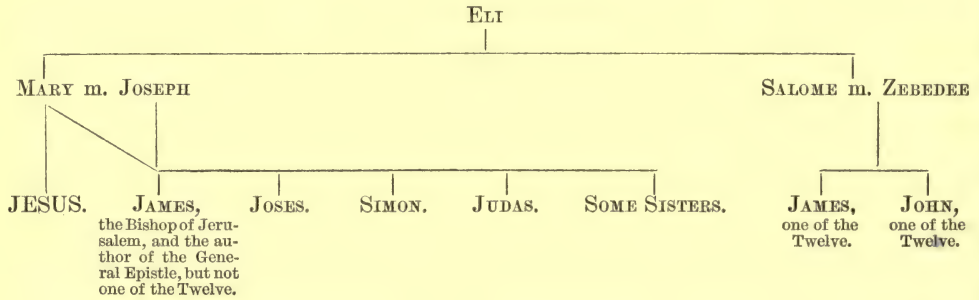 ELI
MARY m. JOSEPH
SALOME m. ZEBEDEE
JESUS.
JAMES,
the Bishop of Jeru-
salem, and the au-
thor of the Gene-
ral Epistle, but not
one of the Twelve.
JOSES.
SIMON.
JUDAS.
SOME SISTERS.
JAMES,
one of the
Twelve.
JOHN,
one of the
Twelve.